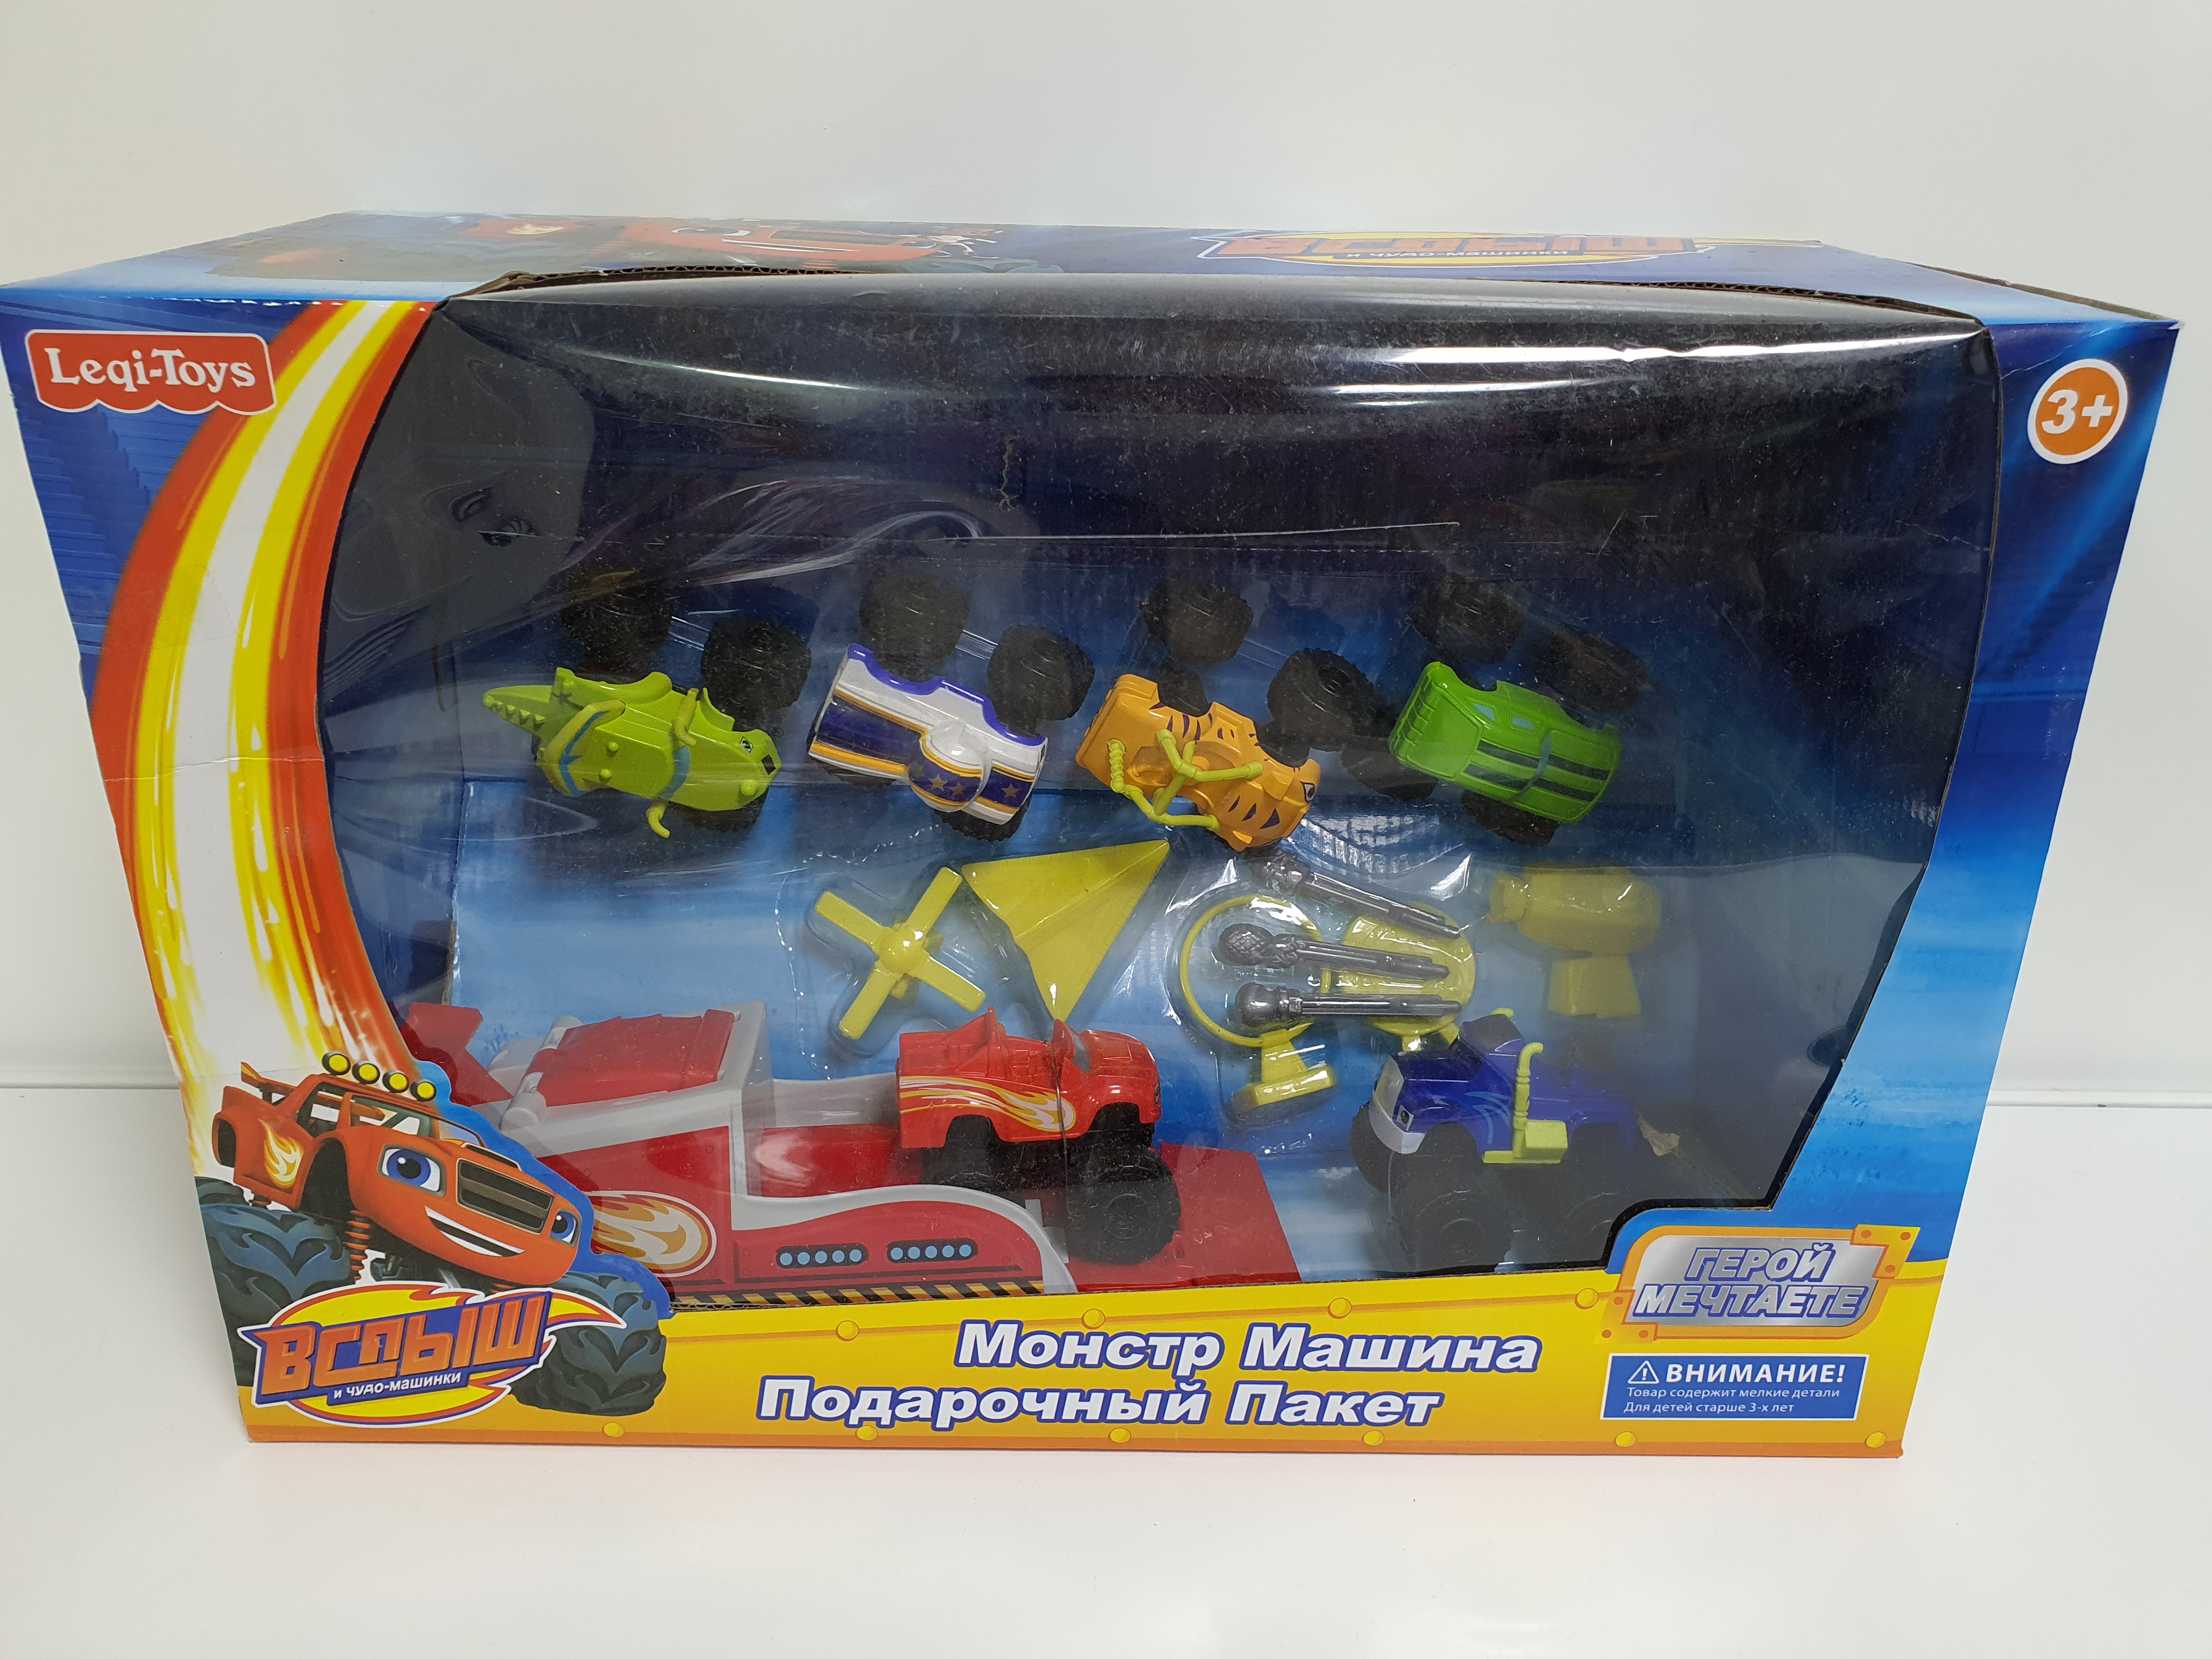 Вспыш
и чудо-машинки
Leqi-Toys
3+
ГЕРОЙ
МЕЧТАЕТЕ
Вспыш
и чудо-машинки
Монстр Машина
Подарочный Пакет
ВНИМАНИЕ!
Товар содержит мелкие детали
Для детей старше 3-х лет